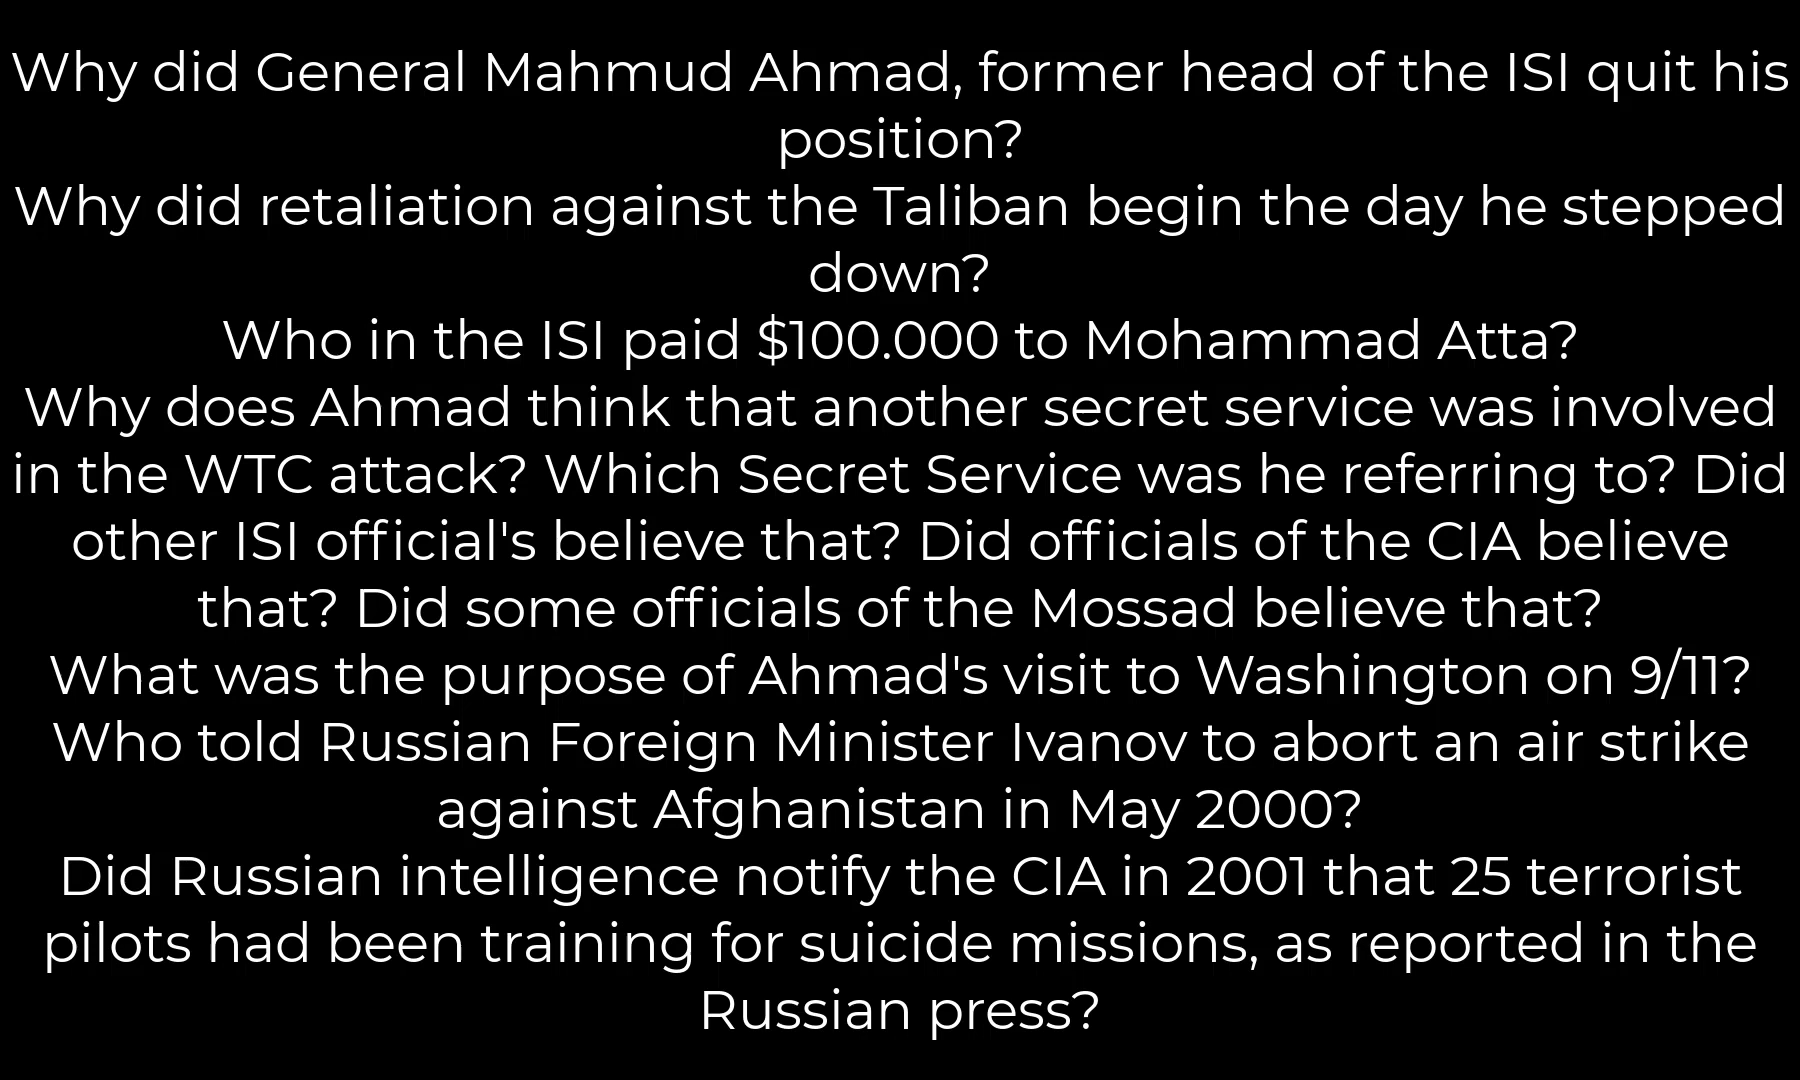 Why did General Mahmud Ahmad, former head of the ISI quit his
position?
Why did retaliation against the Taliban begin the day he stepped
down?
Who in the ISI paid $100.000 to Mohammad Atta?
Why does Ahmad think that another secret service was involved
in the WTC attack? Which Secret Service was he referring to? Did
other ISI official's believe that? Did officials of the CIA believe
that? Did some officials of the Mossad believe that?
What was the purpose of Ahmad's visit to Washington on 9/11?
Who told Russian Foreign Minister Ivanov to abort an air strike
against Afghanistan in May 2000?
Did Russian intelligence notify the CIA in 2001 that 25 terrorist
pilots had been training for suicide missions, as reported in the
Russian press?